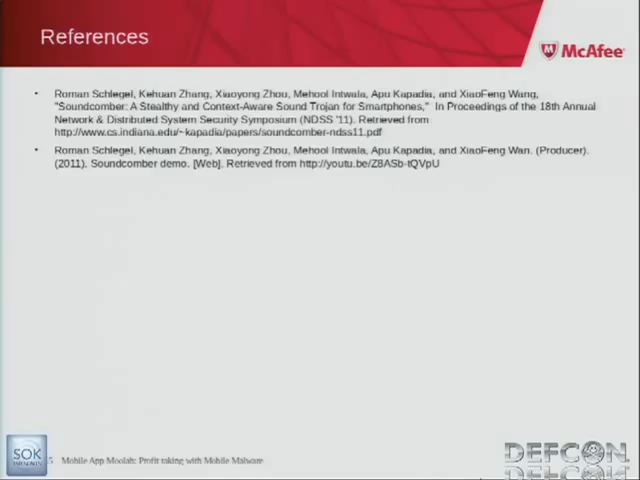 References
McAfee
• Roman Schlegel, Kehuan Zhang, Xiaoyong Zhou, Mehool Intwala, Apu Kapadia, and XiaoFeng Wang,
"Soundcomber: A Stealthy and Context-Aware Sound Trojan for Smartphones," In Proceedings of the 18th Annual
Network & Distributed System Security Symposium (NDSS '11). Retrieved from
http://www.cs.indiana.edu/~kapadia/papers/soundcomber-ndss11.pdf
• Roman Schlegel, Kehuan Zhang, Xiaoyong Zhou, Mehool Intwala, Apu Kapadia, and XiaoFeng Wan. (Producer).
(2011). Soundcomber demo. [Web]. Retrieved from http://youtu.be/Z8ASb-tQVpU
SOK
5 Mobile App Moolah: Profit taking with Mobile Malware
DEFCON